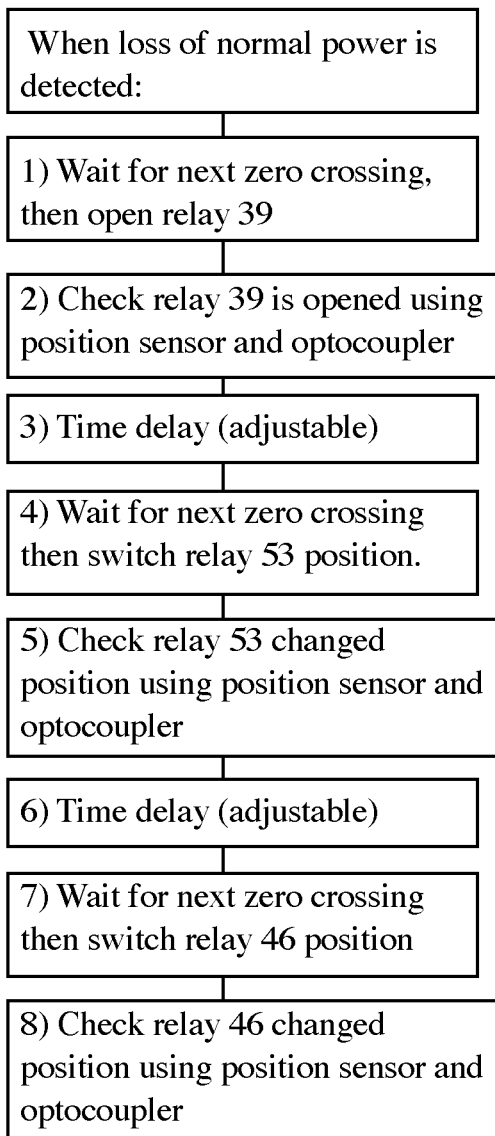 When loss of normal power is
detected:
1) Wait for next zero crossing,
then open relay 39
2) Check relay 39 is opened using
position sensor and optocoupler
3) Time delay (adjustable)
4) Wait for next zero crossing
then switch relay 53 position.
5) Check relay 53 changed
position using position sensor and
optocoupler
6) Time delay (adjustable)
7) Wait for next zero crossing
then switch relay 46 position
8) Check relay 46 changed
position using position sensor and
optocoupler